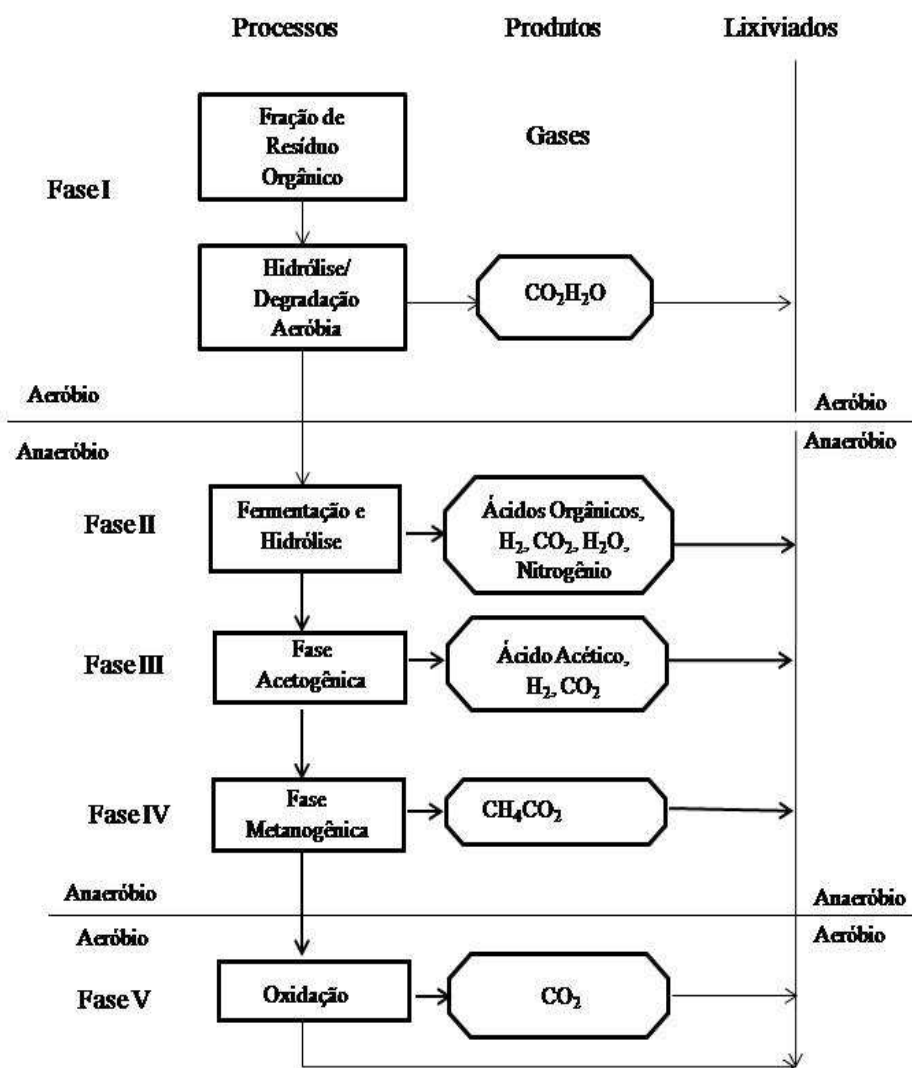 Processos Produtos Lixiviados
Fração de
Resíduo
Orgânico
Gases
Fase I
Hidrólise/
Degradação
Aeróbia
CO₂H₂O
Aeróbio
Aeróbio
Anaeróbio
Anaeróbio
Fase II
Fermentação e
Hidrólise
Ácidos Orgânicos,
H₂, CO₂, H₂O,
Nitrogênio
Fase III
Fase
Acetogênica
Ácido Acético,
H₂, CO₂
Fase IV
Fase
Metanogênica
CH₄CO₂
Anaeróbio
Anaeróbio
Aeróbio
Aeróbio
Fase V
Oxidação
CO₂